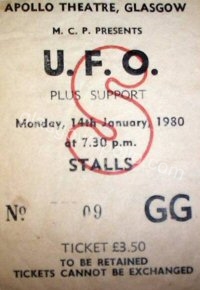 APOLLO THEATRE, GLASGOW
M. C. P. PRESENTS
U. F. O.
PLUS SUPPORT
S
Monday, 14th January, 1980
at 7.30 p.m.
STALLS
No 09 GG
TICKET £3.50
TO BE RETAINED
TICKETS CANNOT BE EXCHANGED